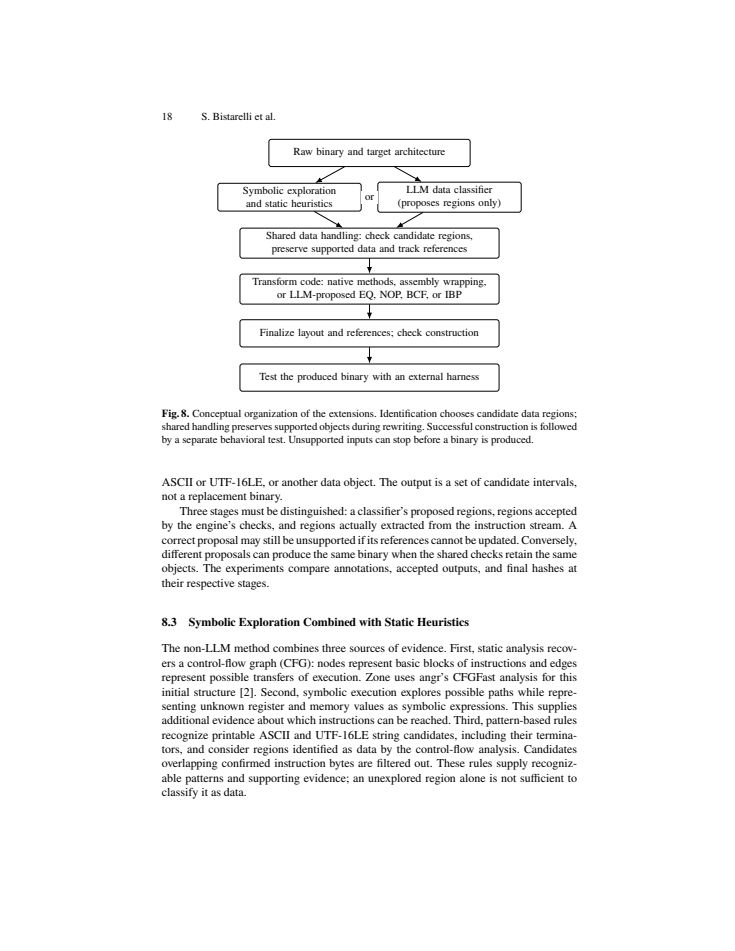 18 S. Bistarelli et al.
Raw binary and target architecture
Symbolic exploration
and static heuristics
or
LLM data classifier
(proposes regions only)
Shared data handling: check candidate regions,
preserve supported data and track references
Transform code: native methods, assembly wrapping,
or LLM-proposed EQ, NOP, BCF, or IBP
Finalize layout and references; check construction
Test the produced binary with an external harness
Fig. 8. Conceptual organization of the extensions. Identification chooses candidate data regions;
shared handling preserves supported objects during rewriting. Successful construction is followed
by a separate behavioral test. Unsupported inputs can stop before a binary is produced.
ASCII or UTF-16LE, or another data object. The output is a set of candidate intervals,
not a replacement binary.
Three stages must be distinguished: a classifier's proposed regions, regions accepted
by the engine's checks, and regions actually extracted from the instruction stream. A
correct proposal may still be unsupported if its references cannot be updated. Conversely,
different proposals can produce the same binary when the shared checks retain the same
objects. The experiments compare annotations, accepted outputs, and final hashes at
their respective stages.
8.3 Symbolic Exploration Combined with Static Heuristics
The non-LLM method combines three sources of evidence. First, static analysis recov-
ers a control-flow graph (CFG): nodes represent basic blocks of instructions and edges
represent possible transfers of execution. Zone uses angr's CFGFast analysis for this
initial structure [2]. Second, symbolic execution explores possible paths while repre-
senting unknown register and memory values as symbolic expressions. This supplies
additional evidence about which instructions can be reached. Third, pattern-based rules
recognize printable ASCII and UTF-16LE string candidates, including their termina-
tors, and consider regions identified as data by the control-flow analysis. Candidates
overlapping confirmed instruction bytes are filtered out. These rules supply recogniz-
able patterns and supporting evidence; an unexplored region alone is not sufficient to
classify it as data.